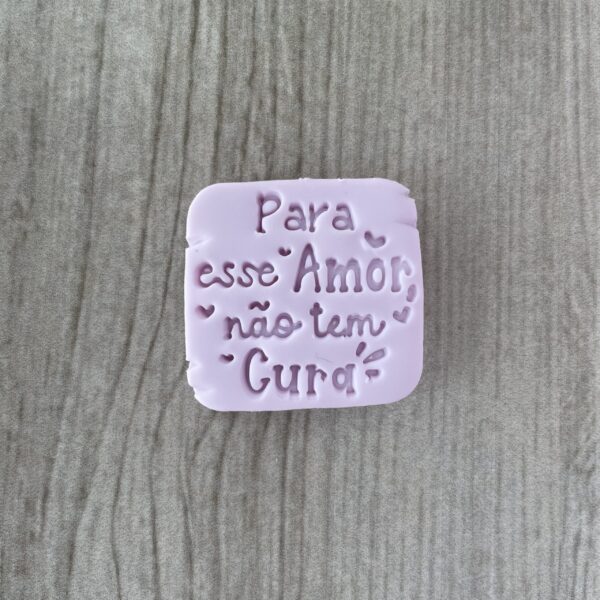 Para
esse Amor
não tem
Cura